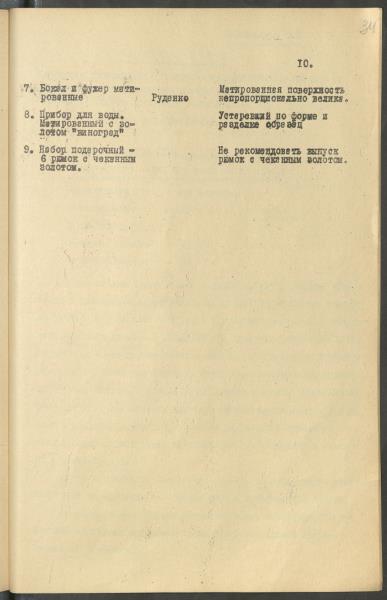 34
10.
7. Бокал и фужер мати-
рованные Руденко Матированная поверхность
непропорционально велика.
8. Прибор для воды. Устаревший по форме и
Матированный с зо- разделке образец
лотом "виноград"
9. Набор подарочный - Не рекомендовать выпуск
6 рюмок с чеканным рюмок с чеканным золотом.
золотом.